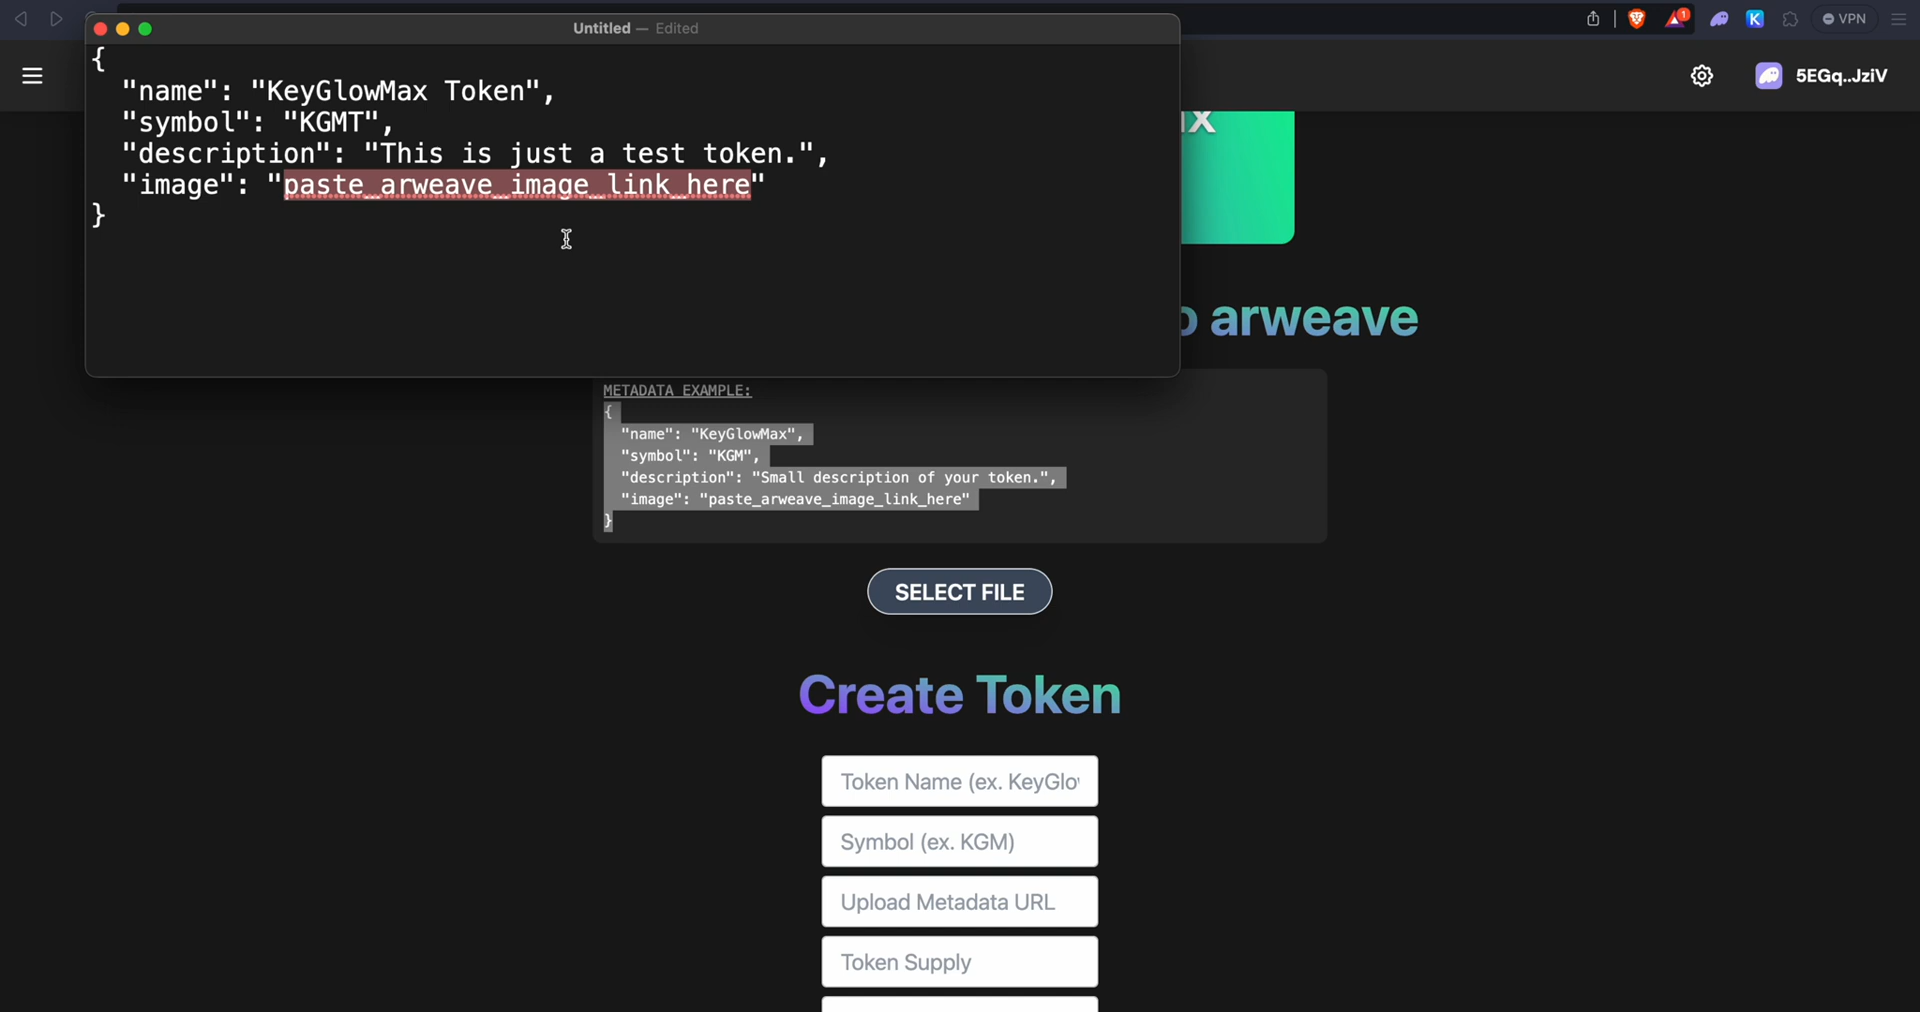 Untitled — Edited
{
"name": "KeyGlowMax Token",
"symbol": "KGMT",
"description": "This is just a test token.",
"image": "paste_arweave_image_link_here"
}
1
K
VPN
5EGq..JziV
x
o arweave
METADATA EXAMPLE:
{
"name": "KeyGlowMax",
"symbol": "KGM",
"description": "Small description of your token.",
"image": "paste_arweave_image_link_here"
}
SELECT FILE
Create Token
Token Name (ex. KeyGlo
Symbol (ex. KGM)
Upload Metadata URL
Token Supply